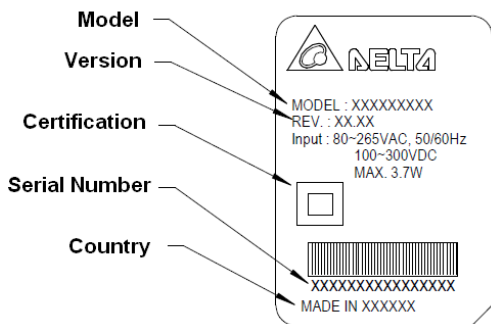 Model
Version
Certification
Serial Number
Country
DELTA
MODEL : XXXXXXXXX
REV. : XX.XX
Input : 80~265VAC, 50/60Hz
100~300VDC
MAX. 3.7W
XXXXXXXXXXXXXXXX
MADE IN XXXXXX